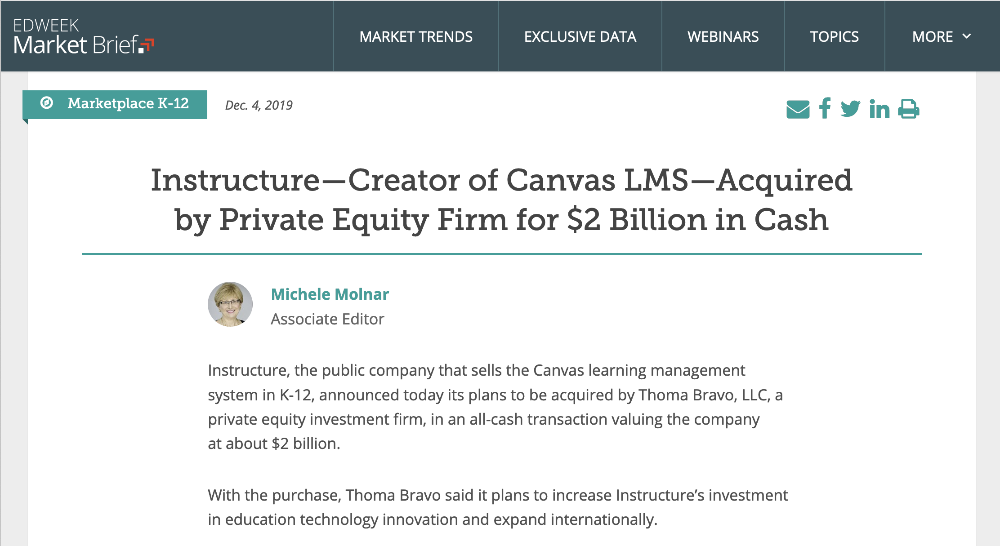 EDWEEK
Market Brief
MARKET TRENDS
EXCLUSIVE DATA
WEBINARS
TOPICS
MORE
Marketplace K-12
Dec. 4, 2019
Instructure—Creator of Canvas LMS—Acquired
by Private Equity Firm for $2 Billion in Cash
Michele Molnar
Associate Editor
Instructure, the public company that sells the Canvas learning management
system in K-12, announced today its plans to be acquired by Thoma Bravo, LLC, a
private equity investment firm, in an all-cash transaction valuing the company
at about $2 billion.
With the purchase, Thoma Bravo said it plans to increase Instructure’s investment
in education technology innovation and expand internationally.